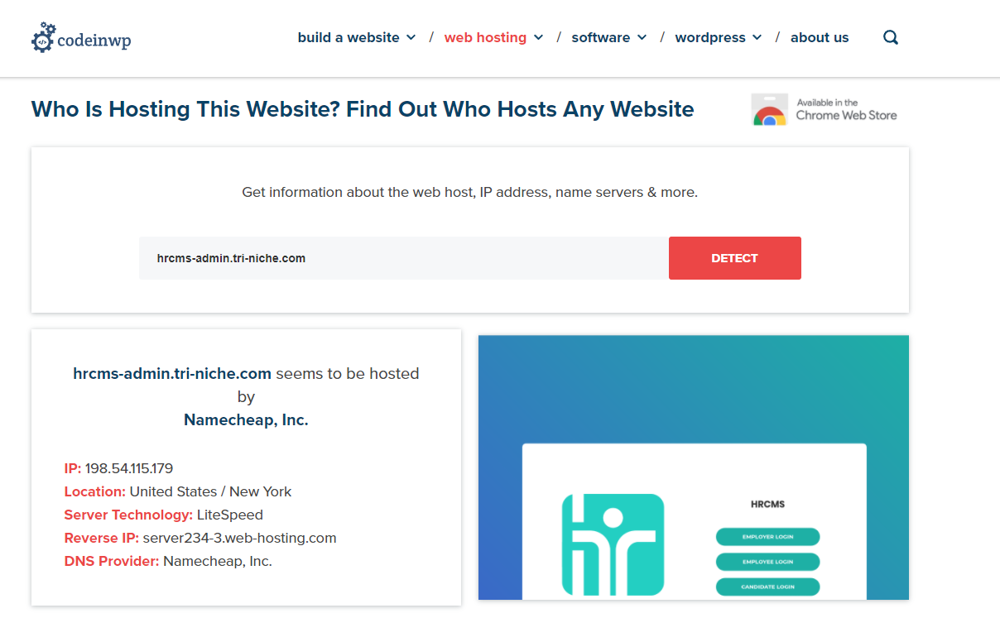 codeinwp
build a website / web hosting / software / wordpress / about us
Who Is Hosting This Website? Find Out Who Hosts Any Website
Available in the
Chrome Web Store
Get information about the web host, IP address, name servers & more.
hrcms-admin.tri-niche.com
DETECT
hrcms-admin.tri-niche.com seems to be hosted
by
Namecheap, Inc.
IP: 198.54.115.179
Location: United States / New York
Server Technology: LiteSpeed
Reverse IP: server234-3.web-hosting.com
DNS Provider: Namecheap, Inc.
hr
HRCMS
EMPLOYER LOGIN
EMPLOYEE LOGIN
CANDIDATE LOGIN